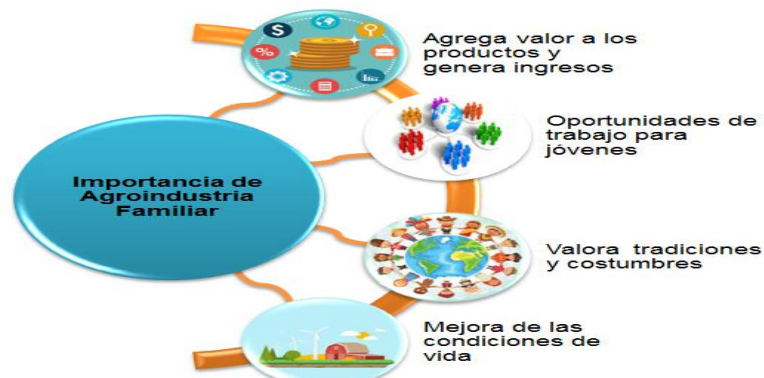 Agrega valor a los
productos y
genera ingresos
Oportunidades de
trabajo para
jóvenes
Importancia de
Agroindustria
Familiar
Valora tradiciones
y costumbres
Mejora de las
condiciones de
vida
$
%